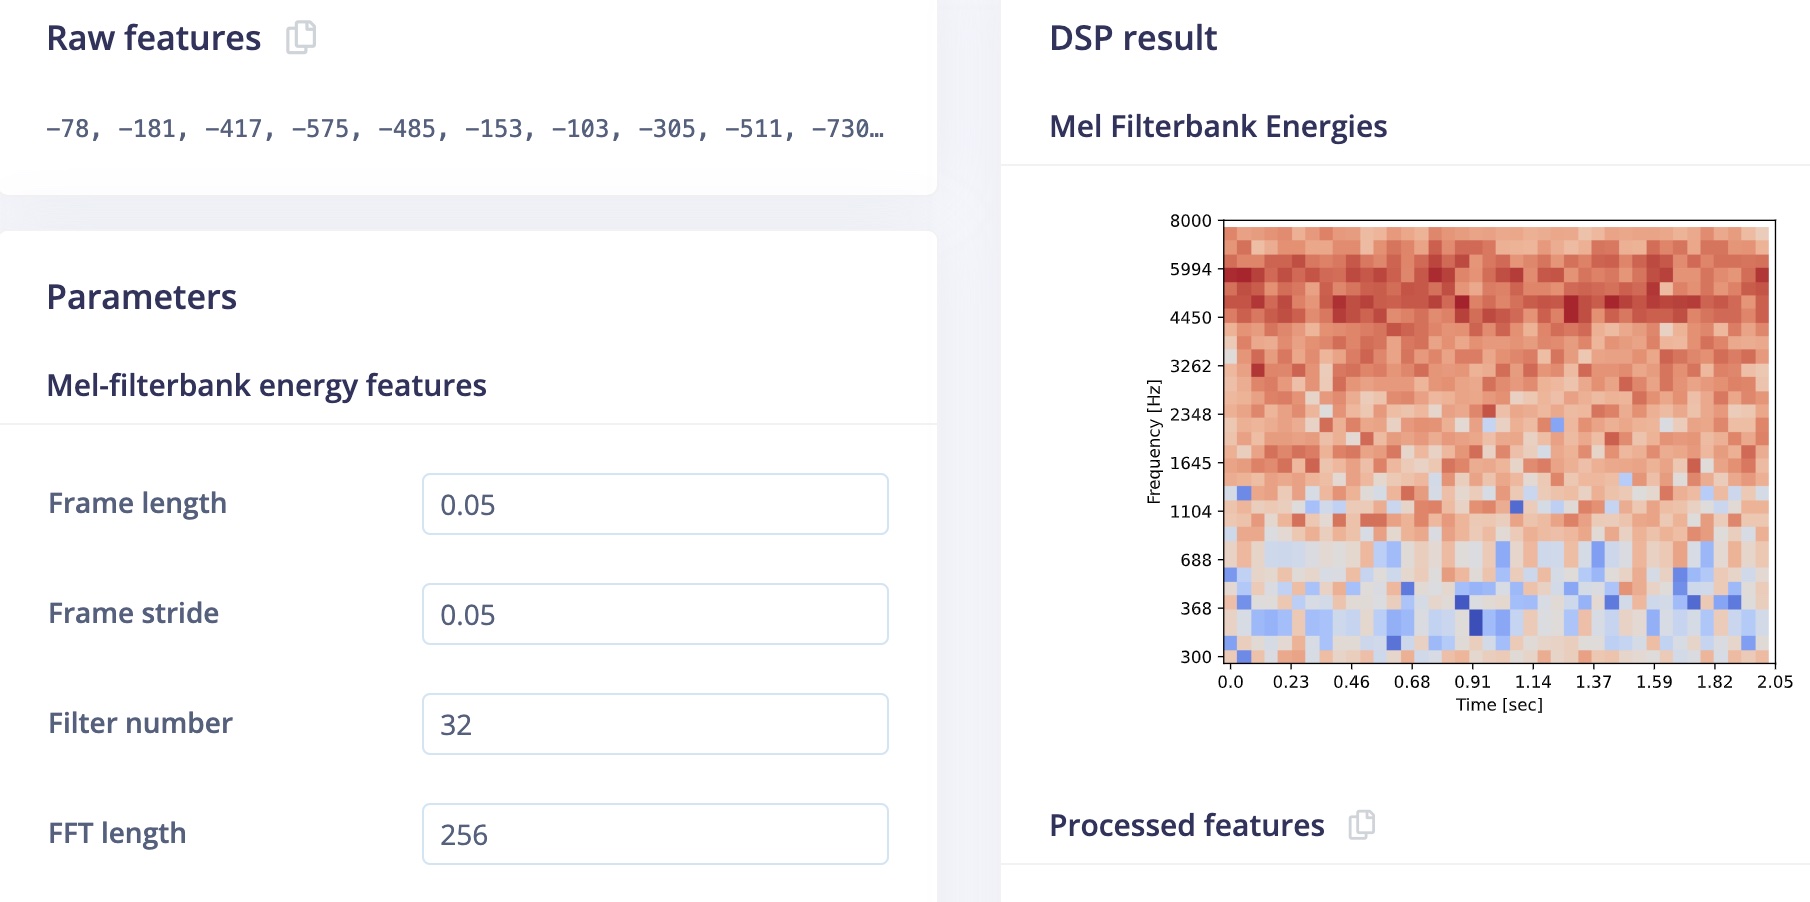 Raw features
-78, -181, -417, -575, -485, -153, -103, -305, -511, -730…
Parameters
Mel-filterbank energy features
Frame length
0.05
Frame stride
0.05
Filter number
32
FFT length
256
DSP result
Mel Filterbank Energies
8000
5994
4450
3262
2348
1645
1104
688
368
300
Frequency [Hz]
0.0 0.23 0.46 0.68 0.91 1.14 1.37 1.59 1.82 2.05
Time [sec]
Processed features